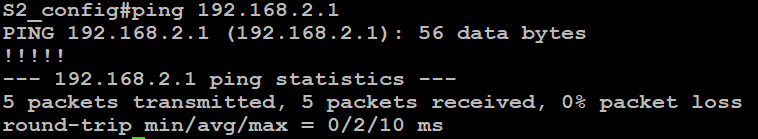 S2_config#ping 192.168.2.1
PING 192.168.2.1 (192.168.2.1): 56 data bytes
!!!!!
--- 192.168.2.1 ping statistics ---
5 packets transmitted, 5 packets received, 0% packet loss
round-trip min/avg/max = 0/2/10 ms